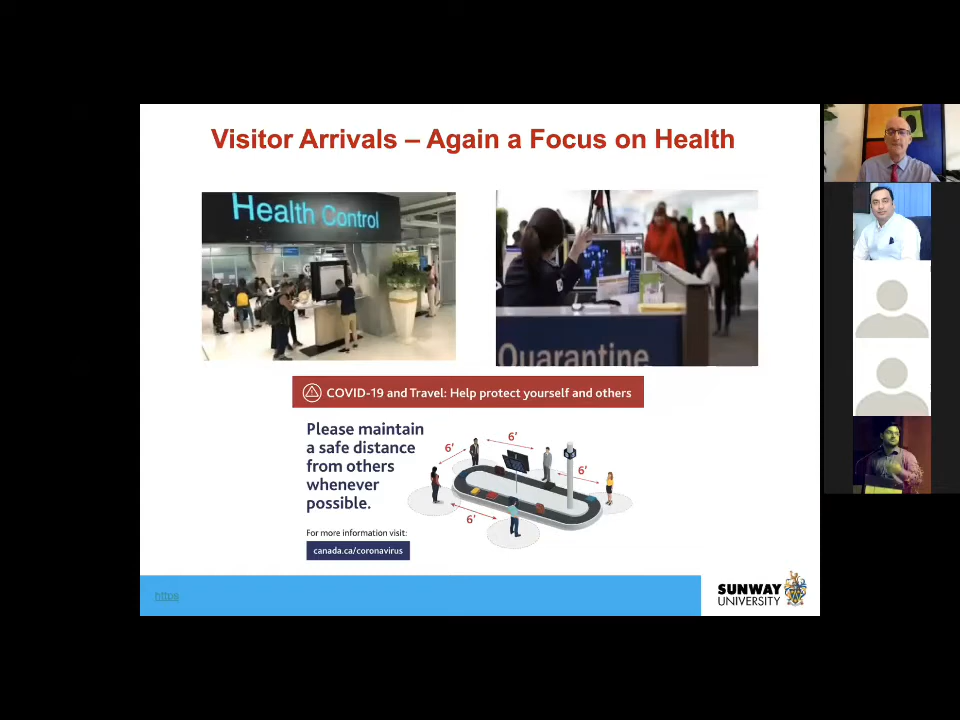 Visitor Arrivals – Again a Focus on Health
Health Control
Quarantine
COVID-19 and Travel: Help protect yourself and others
Please maintain
a safe distance
from others
whenever
possible.
6'
6'
6'
6'
For more information visit:
canada.ca/coronavirus
https
SUNWAY
UNIVERSITY